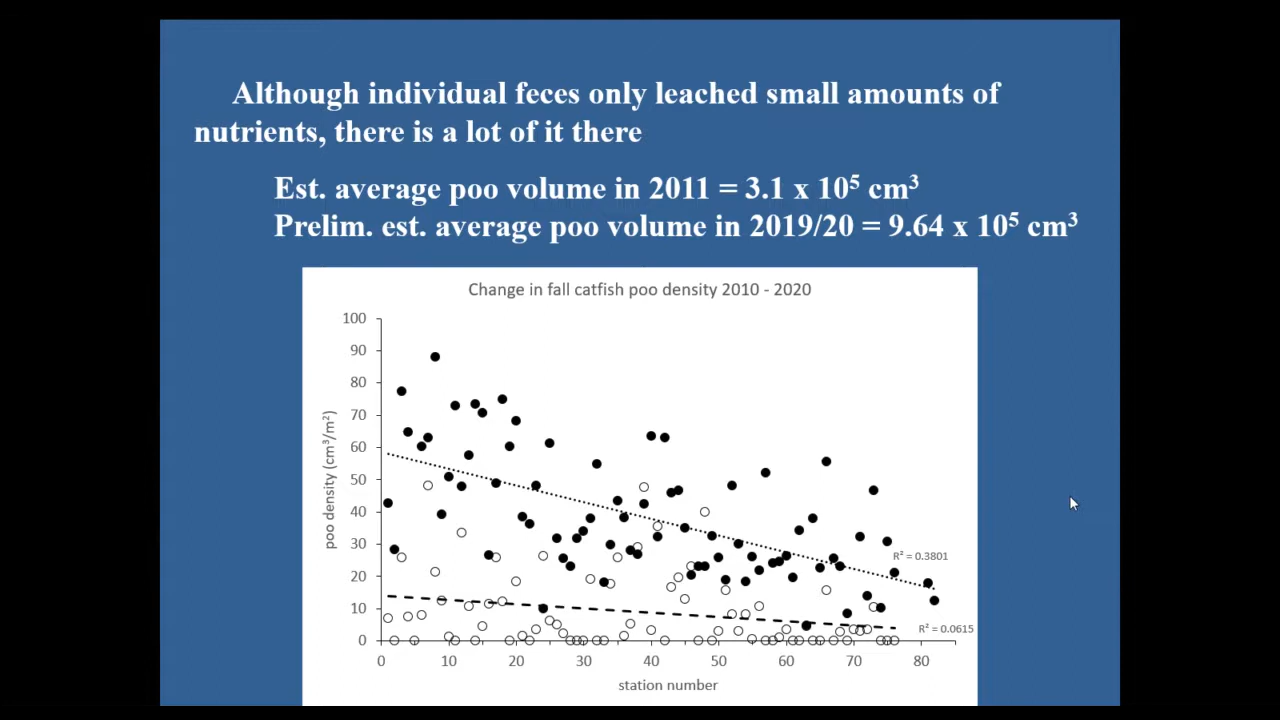 Although individual feces only leached small amounts of
nutrients, there is a lot of it there
Est. average poo volume in 2011 = 3.1 x 10⁵ cm³
Prelim. est. average poo volume in 2019/20 = 9.64 x 10⁵ cm³
Change in fall catfish poo density 2010 - 2020
100
90
80
70
60
50
40
30
20
10
0
poo density (cm³/m²)
R² = 0.3801
R² = 0.0615
0 10 20 30 40 50 60 70 80
station number